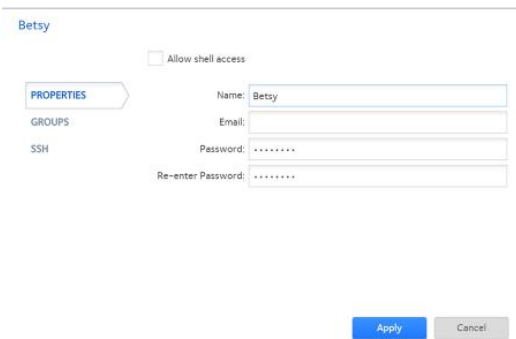 Betsy
Allow shell access
PROPERTIES
GROUPS
SSH
Name: Betsy
Email:
Password: ........
Re-enter Password: ........
Apply Cancel